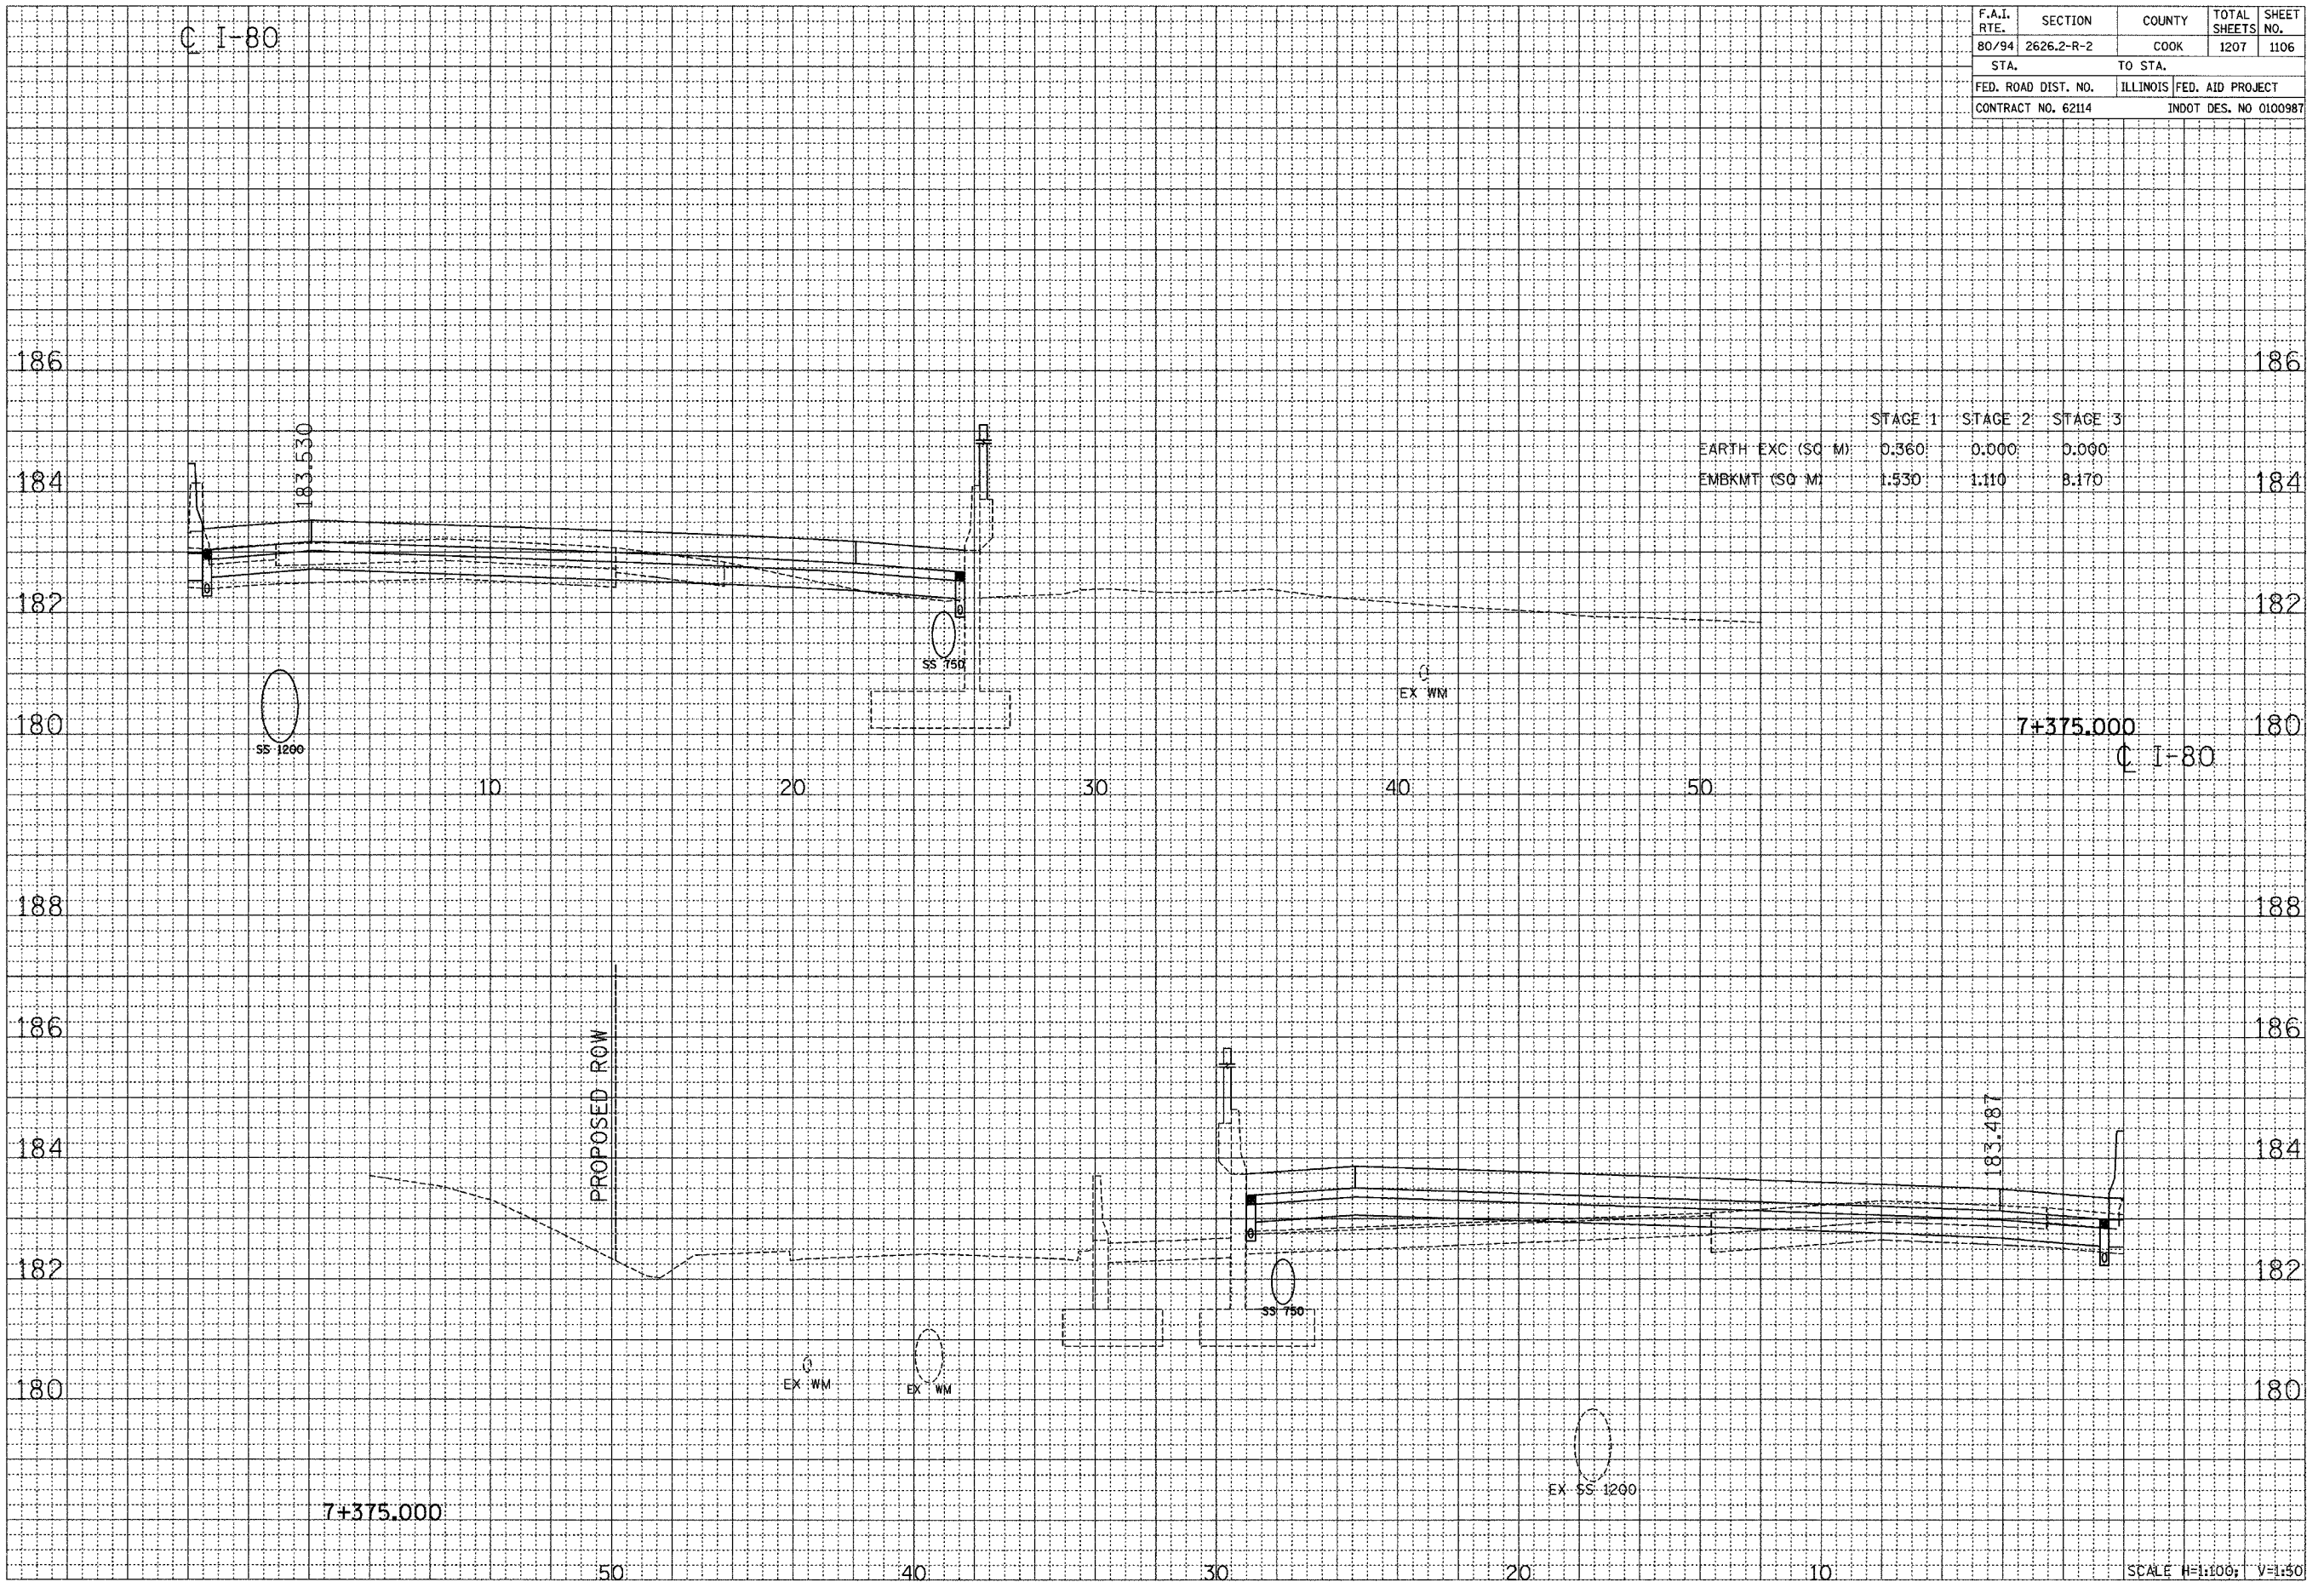 F.A.I. RTE. SECTION COUNTY TOTAL SHEETS SHEET NO.
80/94 2626.2-R-2 COOK 1207 1106
STA. TO STA.
FED. ROAD DIST. NO. ILLINOIS FED. AID PROJECT
CONTRACT NO. 62114 INDOT DES. NO 0100987
℄ I-80
186 186
183.530
STAGE 1 STAGE 2 STAGE 3
EARTH EXC (SQ M) 0.360 0.000 0.000
EMBKMT (SQ M) 1.530 1.110 8.170
184 184
182 182
SS 750
EX WM
180 180
SS 1200
7+375.000
℄ I-80
10 20 30 40 50
188 188
186 186
PROPOSED ROW
183.487
184 184
182 182
SS 750
EX WM
EX WM
180 180
EX SS 1200
7+375.000
50 40 30 20 10
SCALE H=1:100; V=1:50